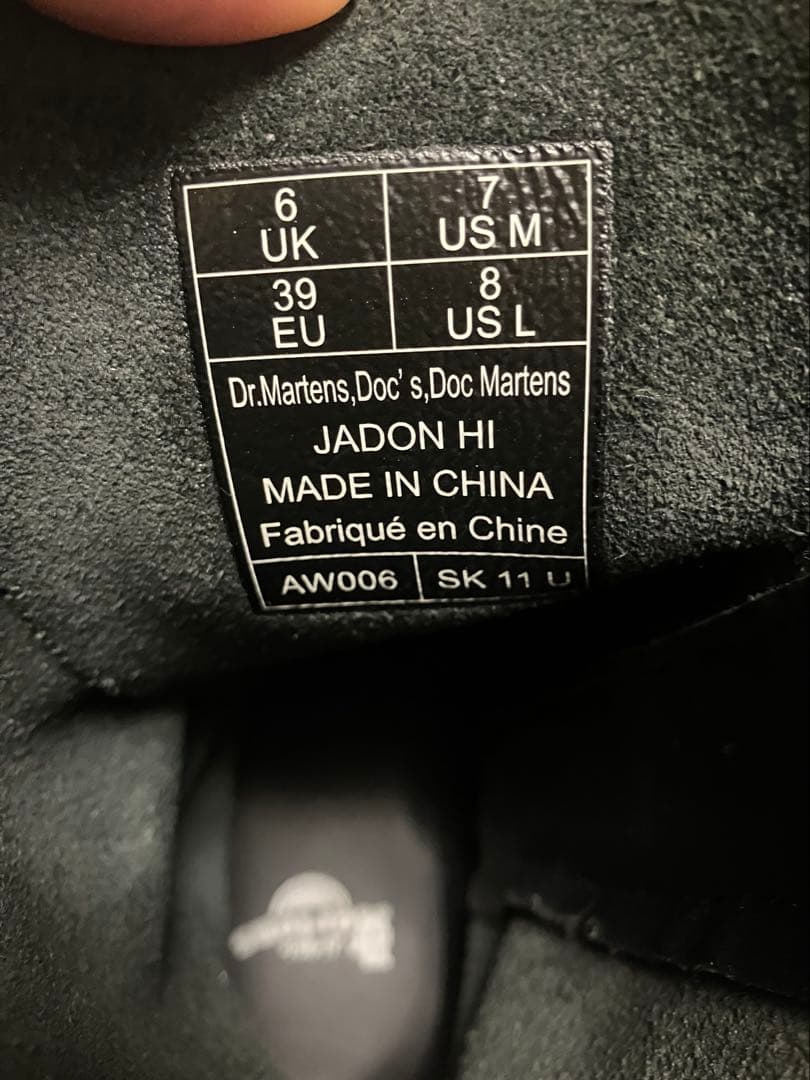 6
UK
7
US M
39
EU
8
US L
Dr.Martens,Doc's,Doc Martens
JADON HI
MADE IN CHINA
Fabriqué en Chine
AW006
SK 11 U